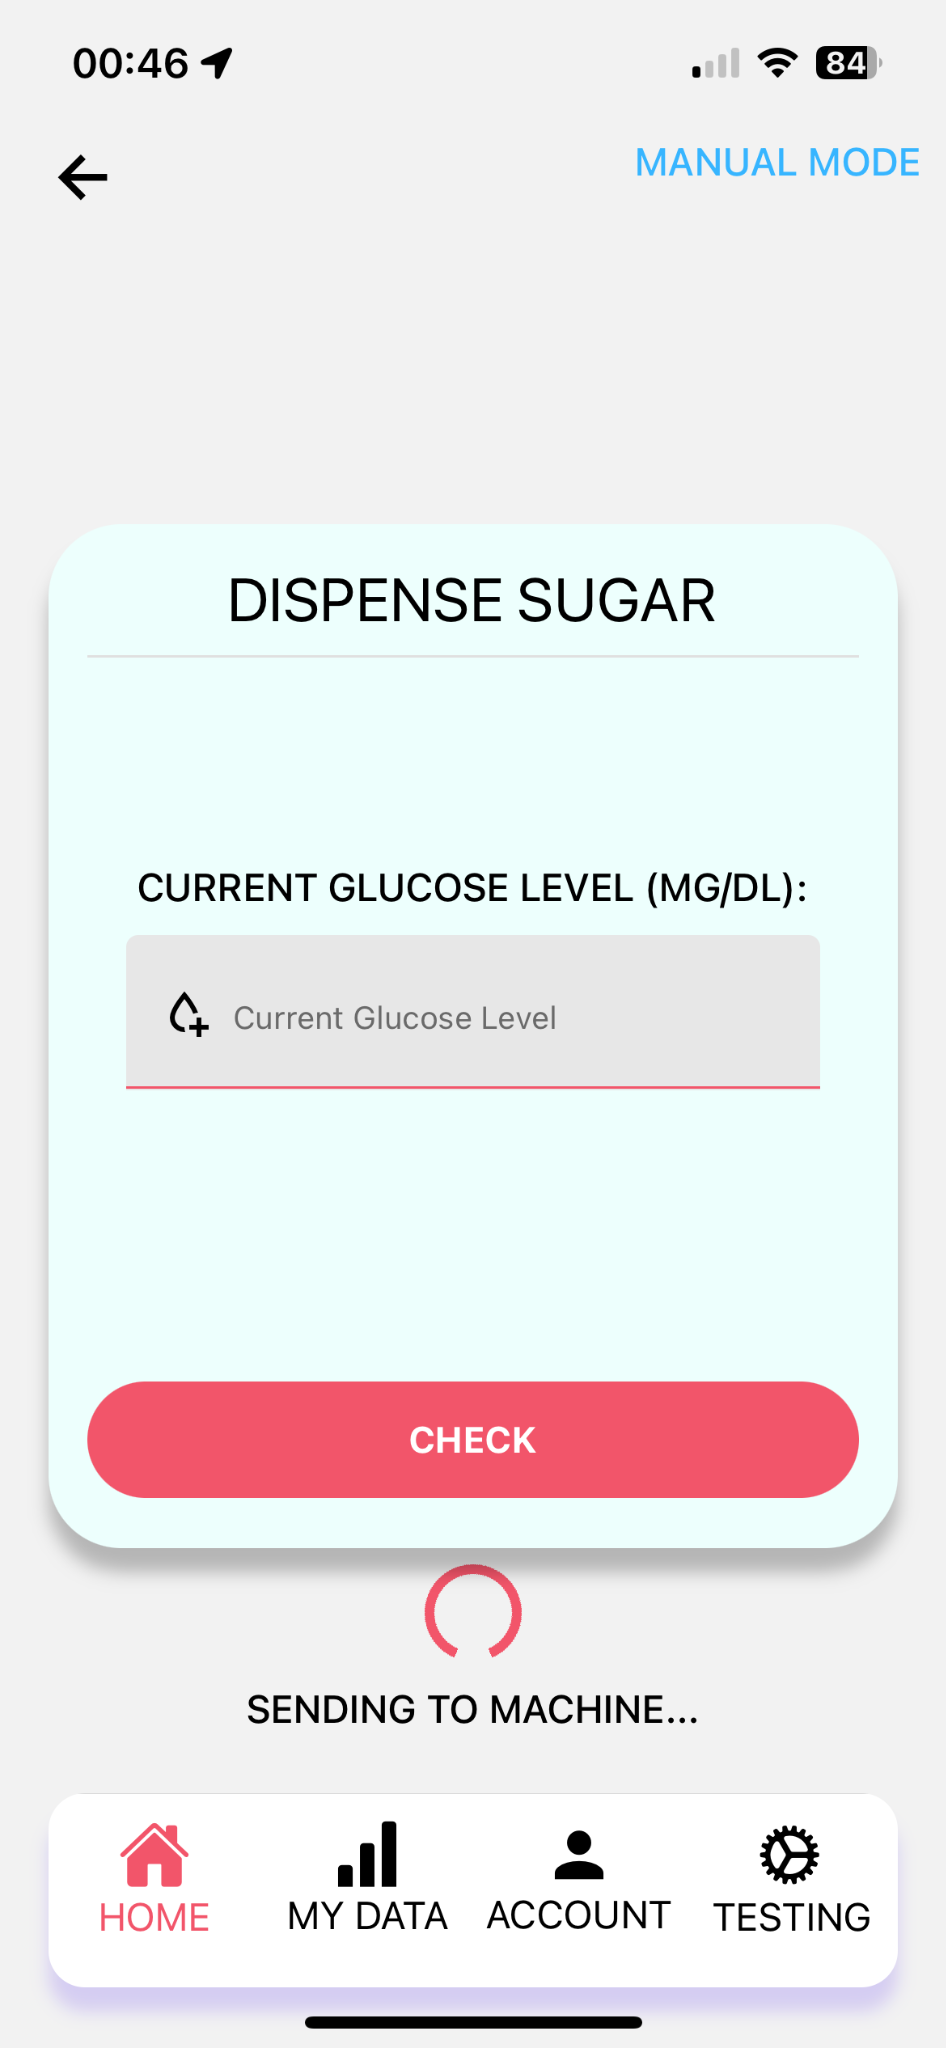 00:46
84
MANUAL MODE
DISPENSE SUGAR
CURRENT GLUCOSE LEVEL (MG/DL):
Current Glucose Level
CHECK
SENDING TO MACHINE...
HOME MY DATA ACCOUNT TESTING